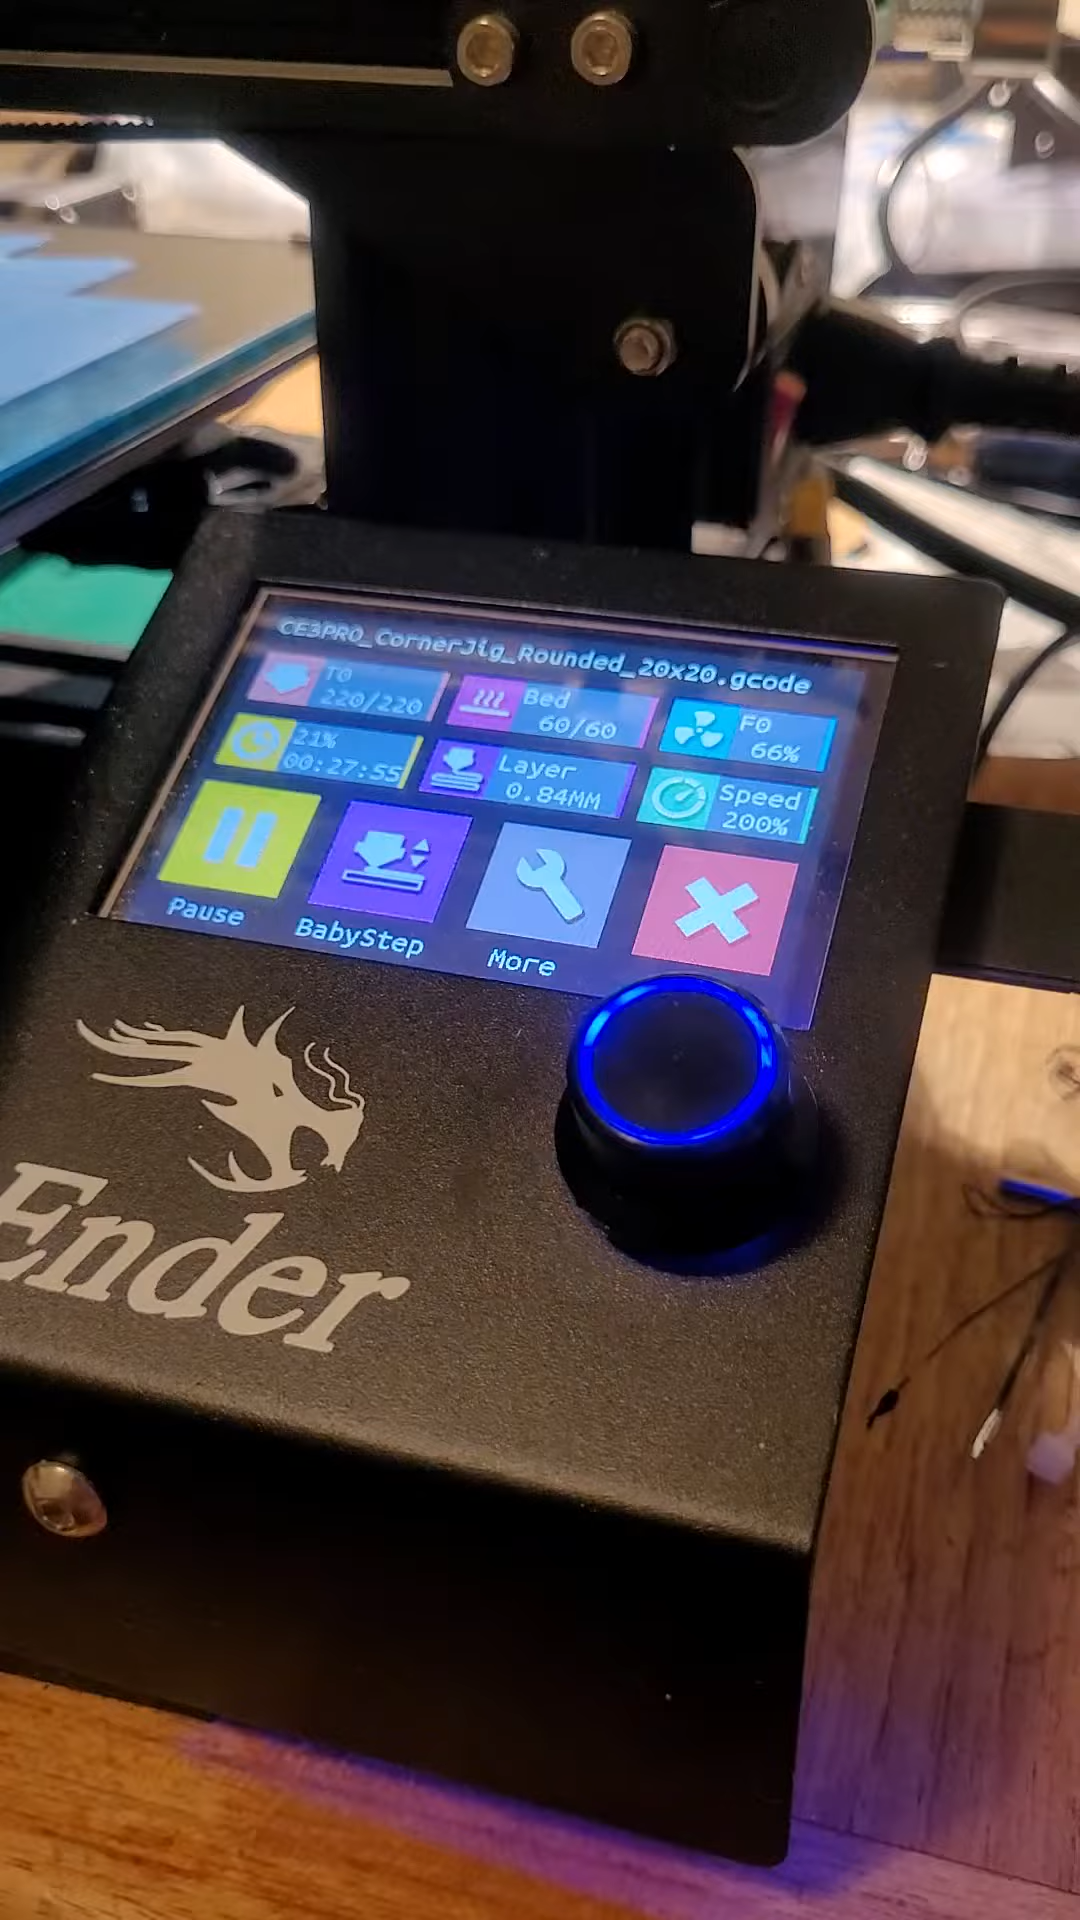 CE3PRO_CornerJig_Rounded_20x20.gcode
T0
220/220
Bed
60/60
F0
66%
21%
00:27:55
Layer
0.84MM
Speed
200%
Pause
BabyStep
More
Ender